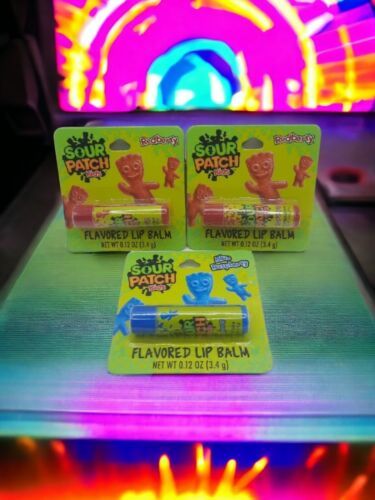 SOUR
PATCH
Kids
Redberry
FLAVORED LIP BALM
NET WT 0.12 OZ (3.4 g)
SOUR
PATCH
Kids
Redberry
FLAVORED LIP BALM
NET WT 0.12 OZ (3.4 g)
SOUR
PATCH
Kids
Blue
Raspberry
FLAVORED LIP BALM
NET WT 0.12 OZ (3.4 g)